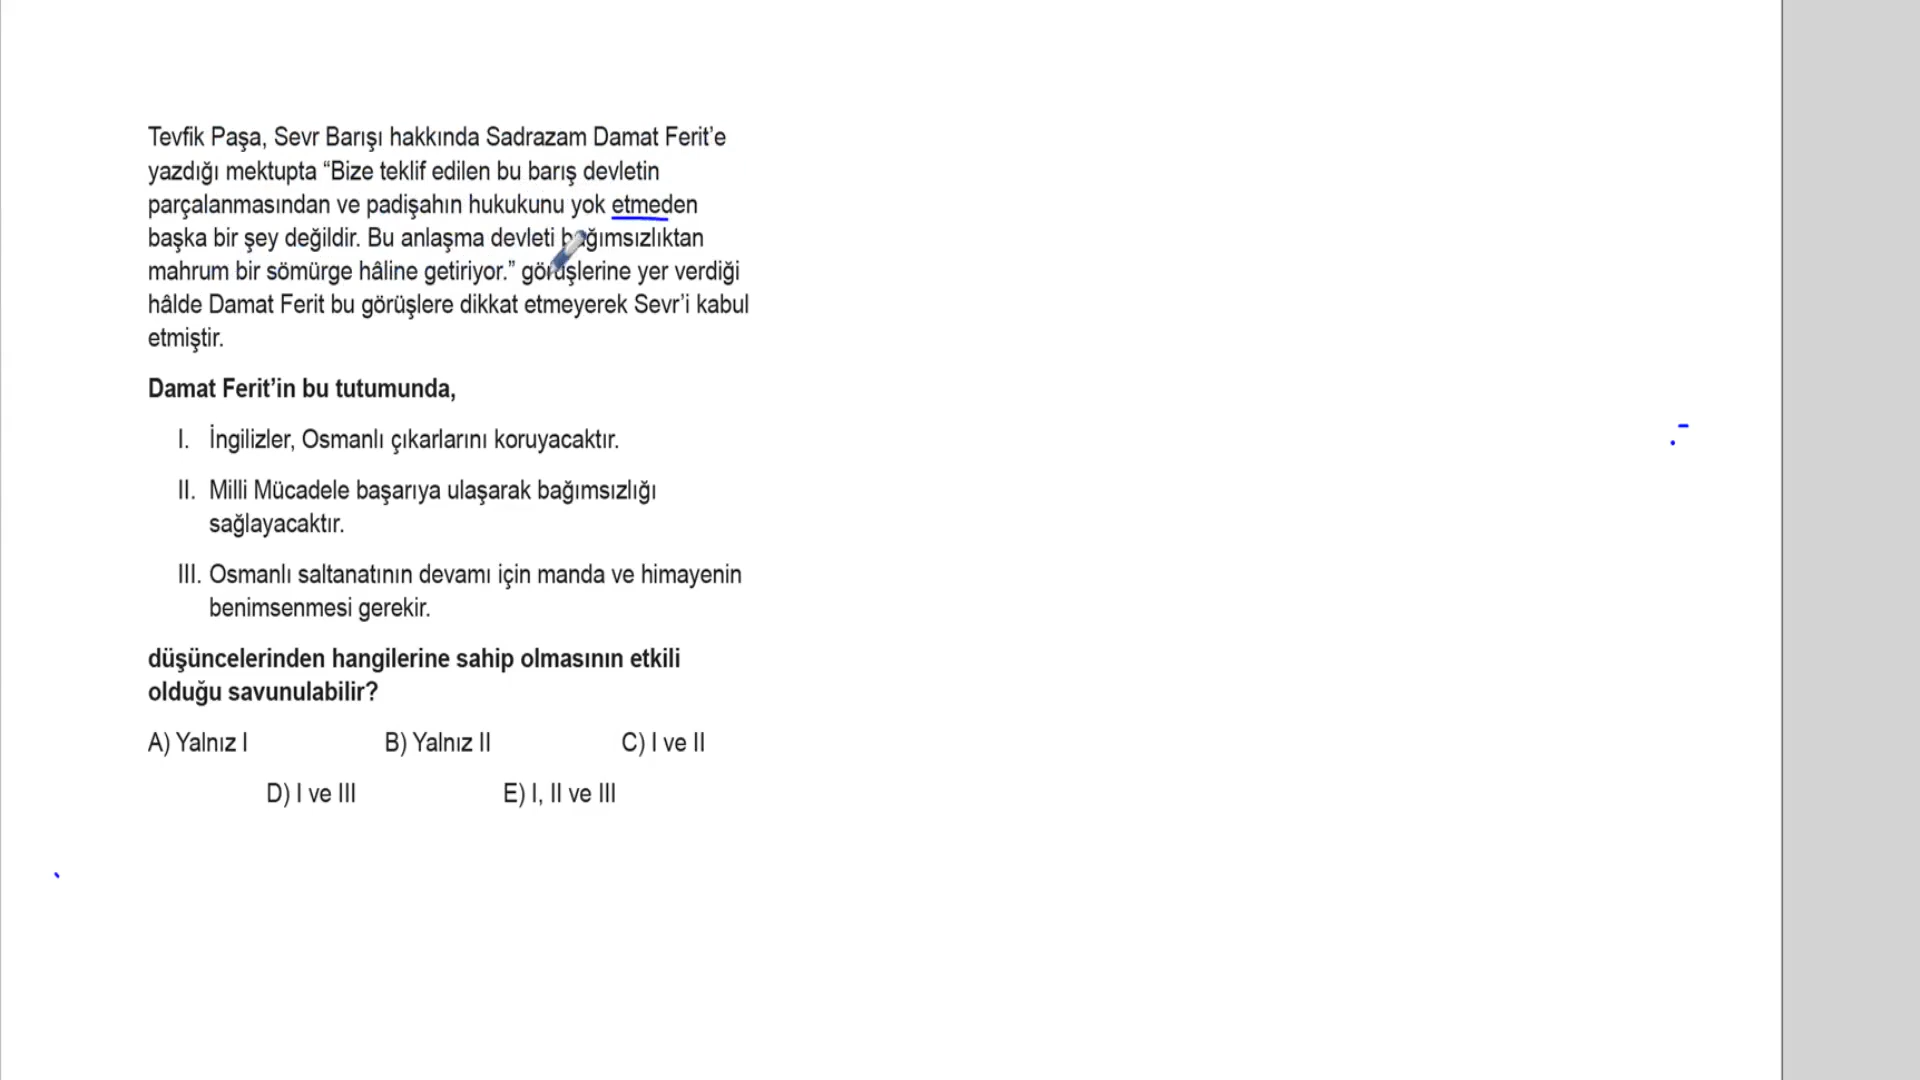 Tevfik Paşa, Sevr Barışı hakkında Sadrazam Damat Ferit’e
yazdığı mektupta “Bize teklif edilen bu barış devletin
parçalanmasından ve padişahın hukukunu yok etmeden
başka bir şey değildir. Bu anlaşma devleti bağımsızlıktan
mahrum bir sömürge hâline getiriyor.” görüşlerine yer verdiği
hâlde Damat Ferit bu görüşlere dikkat etmeyerek Sevr’i kabul
etmiştir.
Damat Ferit’in bu tutumunda,
I. İngilizler, Osmanlı çıkarlarını koruyacaktır.
II. Milli Mücadele başarıya ulaşarak bağımsızlığı
sağlayacaktır.
III. Osmanlı saltanatının devamı için manda ve himayenin
benimsenmesi gerekir.
düşüncelerinden hangilerine sahip olmasının etkili
olduğu savunulabilir?
A) Yalnız I B) Yalnız II C) I ve II
D) I ve III E) I, II ve III